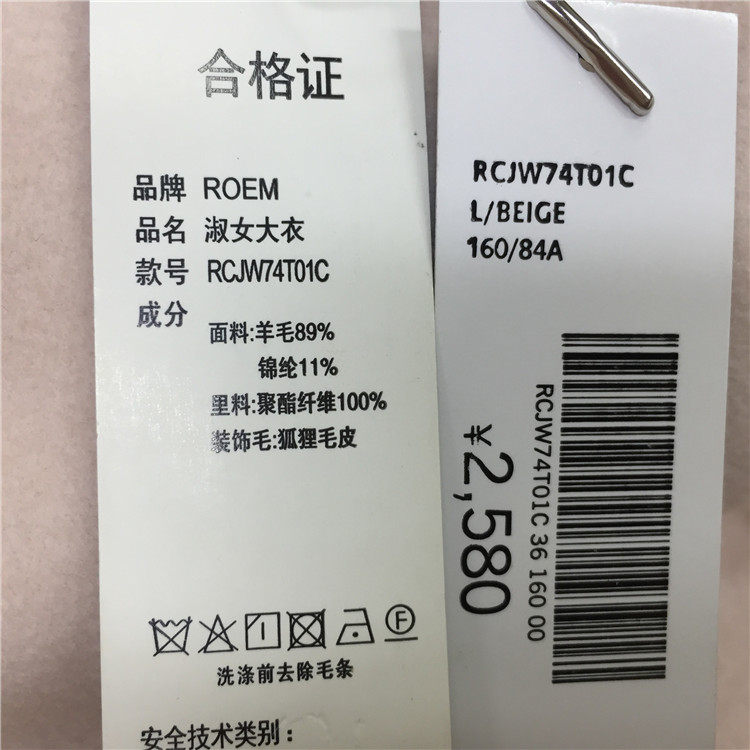 合格证
品牌 ROEM
品名 淑女大衣
款号 RCJW74T01C
成分
面料:羊毛89%
锦纶11%
里料:聚酯纤维100%
装饰毛:狐狸毛皮
F
洗涤前去除毛条
安全技术类别:
RCJW74T01C
L/BEIGE
160/84A
RCJW74T01C 36 160 00
¥2,580